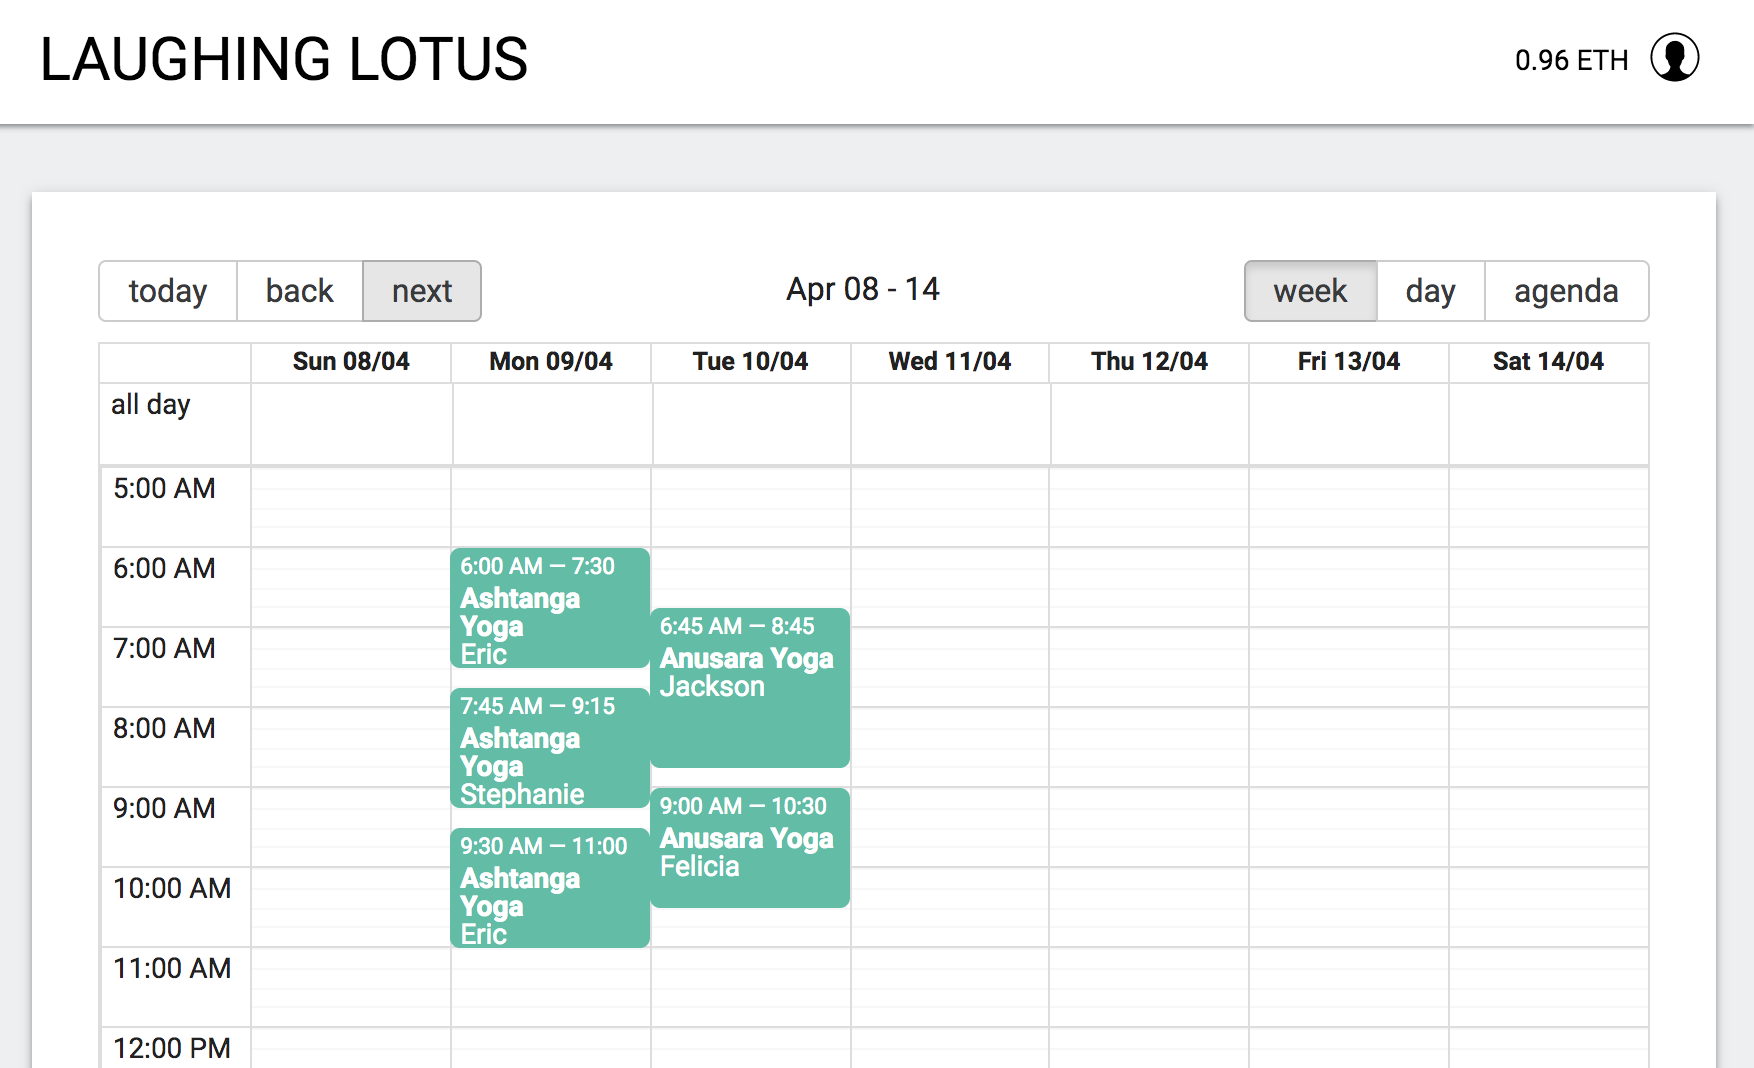 LAUGHING LOTUS
0.96 ETH
today
back
next
Apr 08 - 14
week
day
agenda
Sun 08/04
Mon 09/04
Tue 10/04
Wed 11/04
Thu 12/04
Fri 13/04
Sat 14/04
all day
5:00 AM
6:00 AM
7:00 AM
8:00 AM
9:00 AM
10:00 AM
11:00 AM
12:00 PM
6:00 AM — 7:30
Ashtanga
Yoga
Eric
7:45 AM — 9:15
Ashtanga
Yoga
Stephanie
9:30 AM — 11:00
Ashtanga
Yoga
Eric
6:45 AM — 8:45
Anusara Yoga
Jackson
9:00 AM — 10:30
Anusara Yoga
Felicia